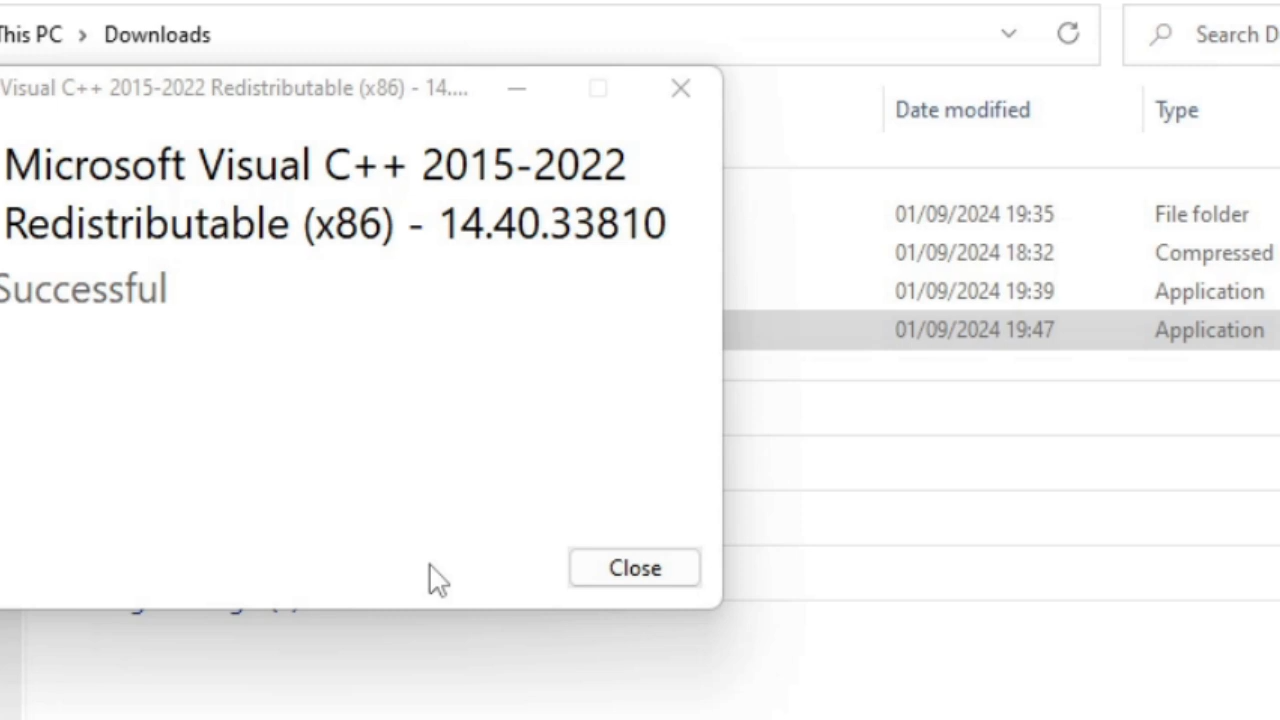 This PC > Downloads
Search D
Visual C++ 2015-2022 Redistributable (x86) - 14....
Date modified
Type
Microsoft Visual C++ 2015-2022
Redistributable (x86) - 14.40.33810
Successful
01/09/2024 19:35 File folder
01/09/2024 18:32 Compressed
01/09/2024 19:39 Application
01/09/2024 19:47 Application
Close